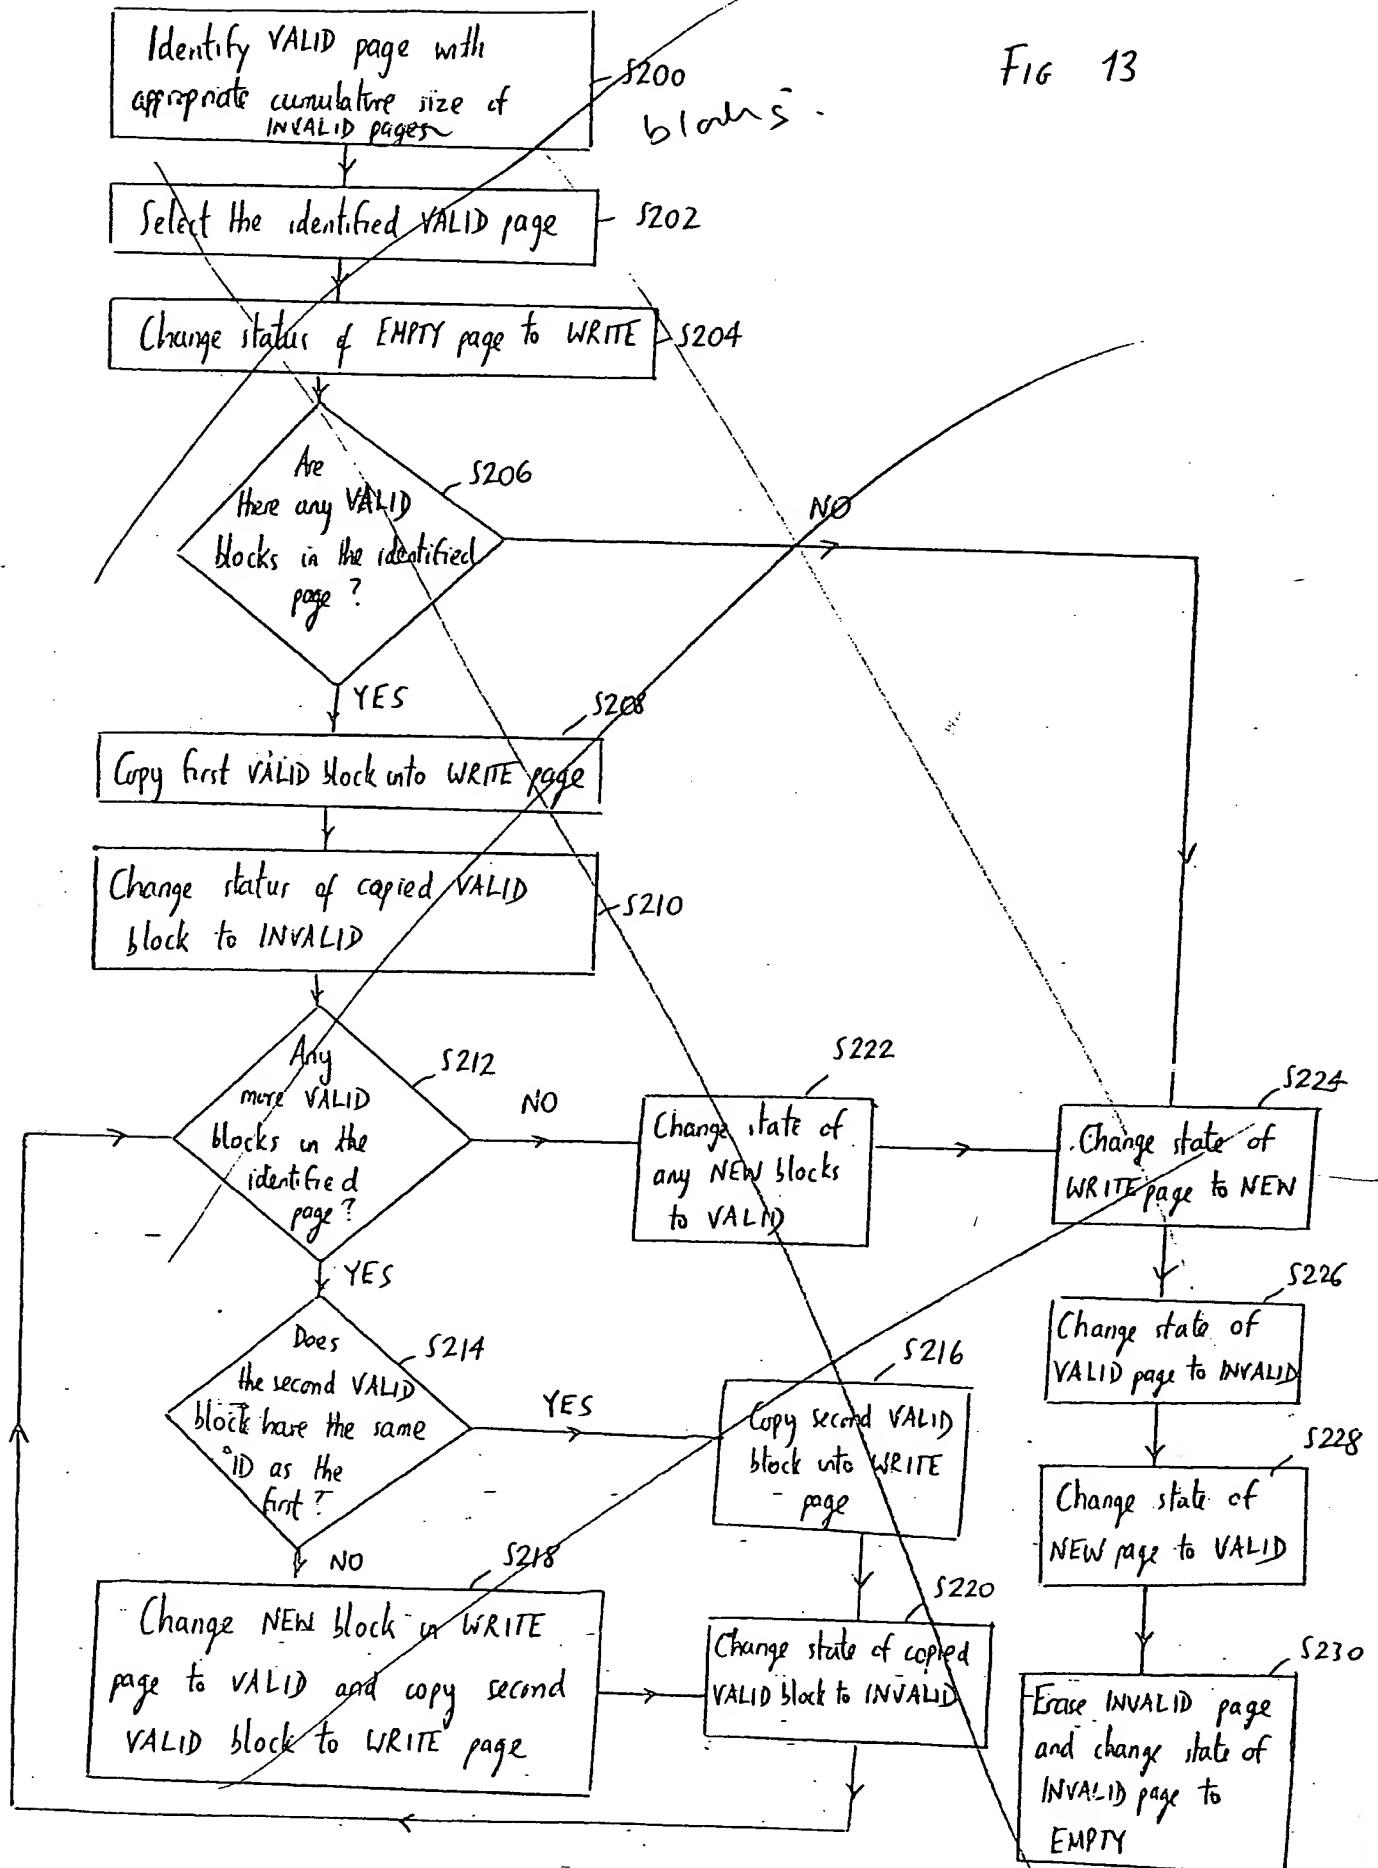 FIG 13
Identify VALID page with
appropriate cumulative size of
INVALID pages
S200
blocks.
Select the identified VALID page
S202
Change status of EMPTY page to WRITE
S204
Are
there any VALID
blocks in the identified
page?
S206
NO
YES
S208
Copy first VALID block into WRITE page
Change status of copied VALID
block to INVALID
S210
Any
more VALID
blocks in the
identified
page?
S212
NO
S222
Change state of
any NEW blocks
to VALID
S224
Change state of
WRITE page to NEW
YES
Does
the second VALID
block have the same
ID as the
first?
S214
YES
S216
Copy second VALID
block into WRITE
page
S226
Change state of
VALID page to INVALID
S228
Change state of
NEW page to VALID
NO
S218
Change NEW block in WRITE
page to VALID and copy second
VALID block to WRITE page
S220
Change state of copied
VALID block to INVALID
S230
Erase INVALID page
and change state of
INVALID page to
EMPTY